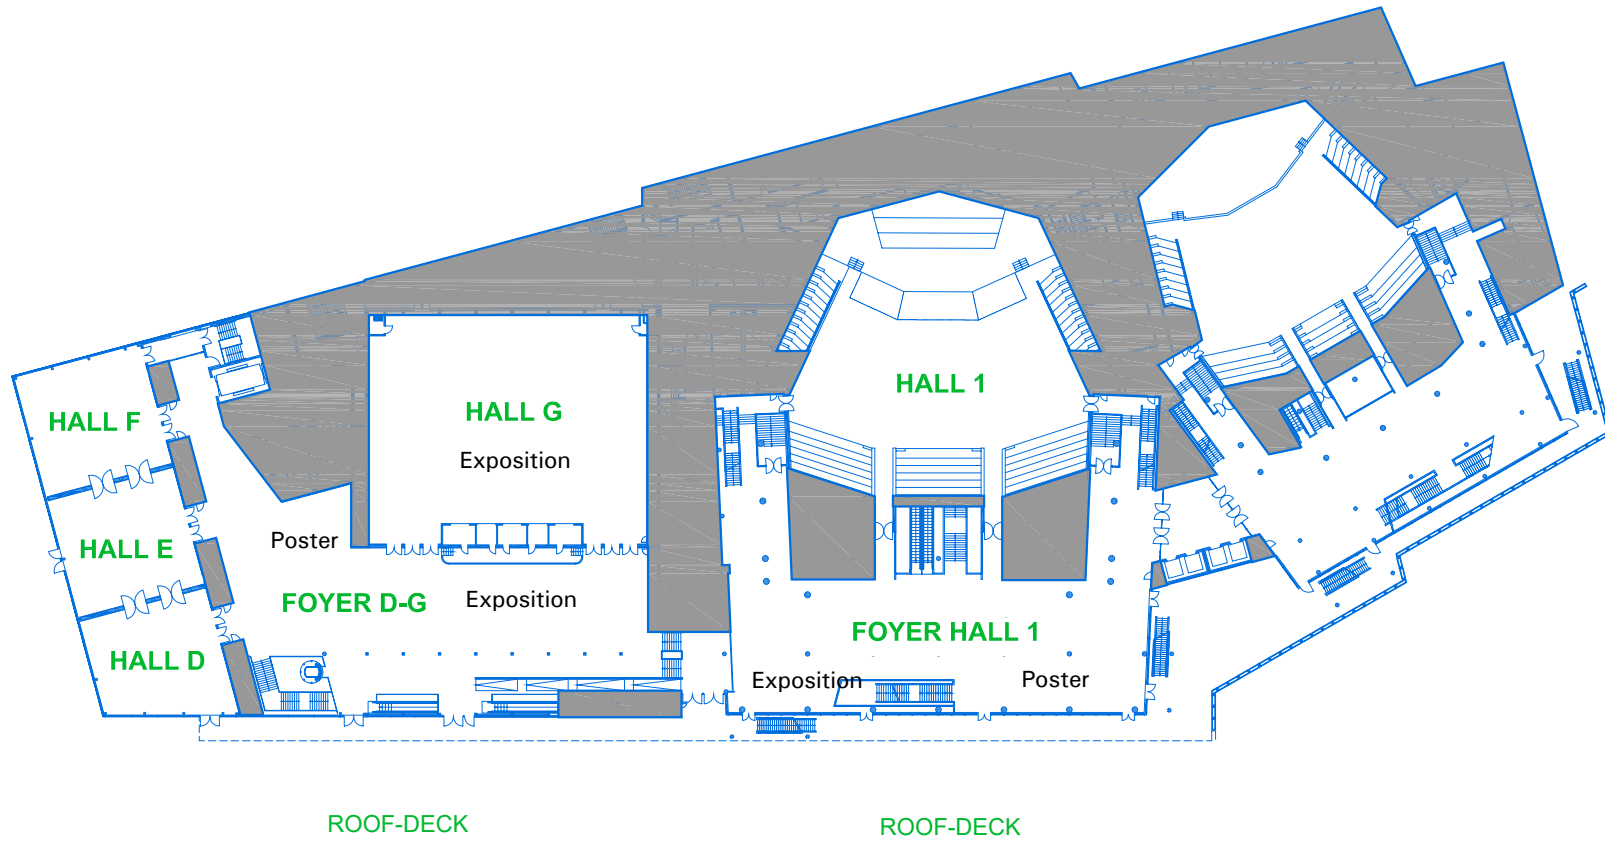 HALL 1
HALL F
HALL G
Exposition
Poster
HALL E
FOYER D-G
Exposition
FOYER HALL 1
HALL D
Exposition
Poster
ROOF-DECK
ROOF-DECK